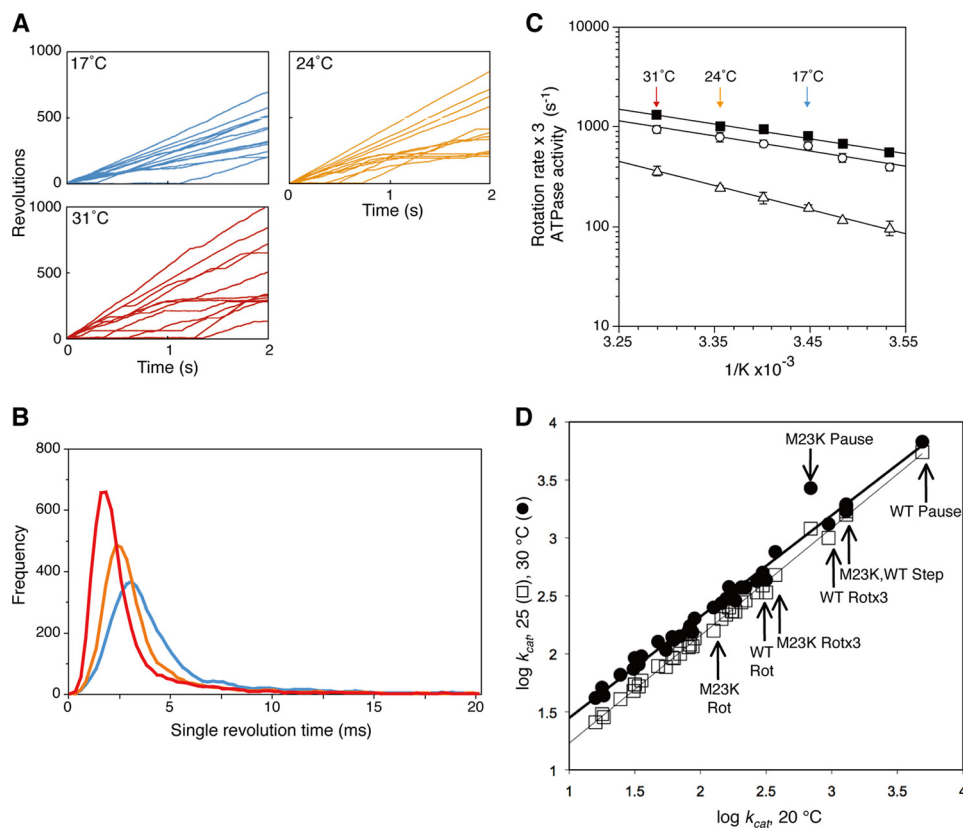 A
1000
17˚C
24˚C
500
0
0
1
2
Time (s)
1000
31˚C
500
0
0
1
2
Time (s)
Revolutions
C
10000
1000
100
10
31˚C
24˚C
17˚C
3.25
3.35
3.45
3.55
1/K x10⁻³
Rotation rate x 3
ATPase activity (s⁻¹)
B
800
600
400
200
0
0
2.5
5
10
15
20
Single revolution time (ms)
Frequency
D
4
3.5
3
2.5
2
1.5
1
M23K Pause
WT Pause
M23K,WT Step
WT Rotx3
M23K Rotx3
WT
Rot
M23K
Rot
1
1.5
2
2.5
3
3.5
4
log kcat, 20 °C
log kcat, 25 (□), 30 °C (●)